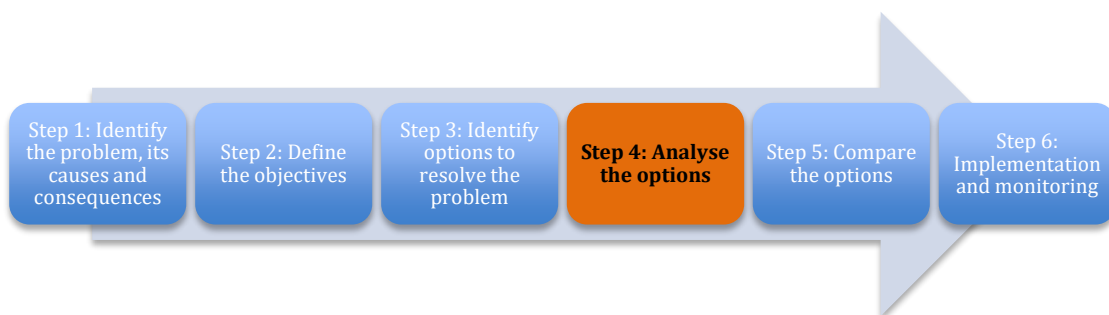 Step 1: Identify
the problem, its
causes and
consequences
Step 2: Define
the objectives
Step 3: Identify
options to
resolve the
problem
Step 4: Analyse
the options
Step 5: Compare
the options
Step 6:
Implementation
and monitoring